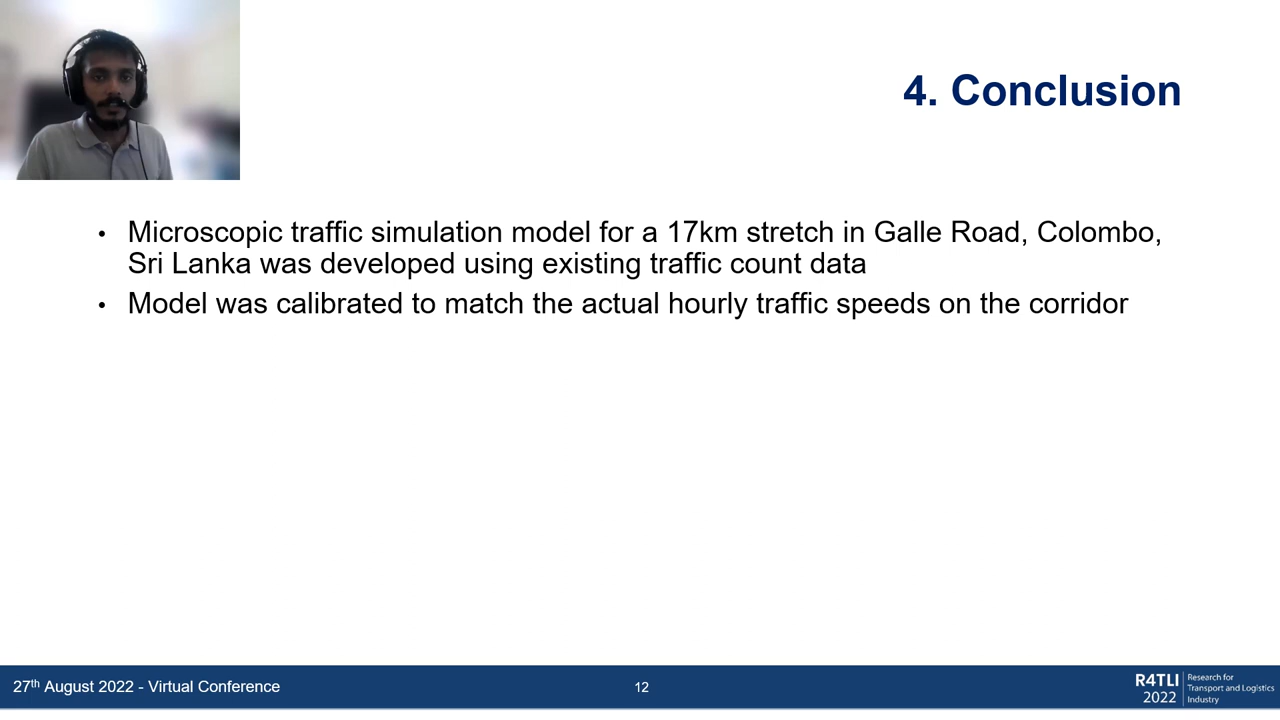 4. Conclusion
• Microscopic traffic simulation model for a 17km stretch in Galle Road, Colombo,
Sri Lanka was developed using existing traffic count data
• Model was calibrated to match the actual hourly traffic speeds on the corridor
27th August 2022 - Virtual Conference
12
R4TLI
2022
Research for
Transport and Logistics
Industry